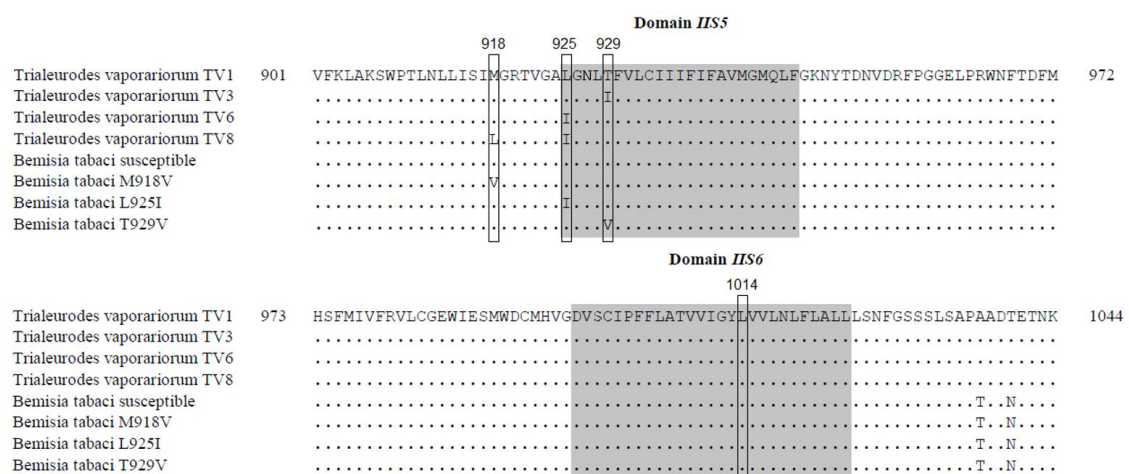 Domain IIS5
918 925 929
Trialeurodes vaporariorum TV1 901 VFKLAKSWPTLNLLISIMGRTVGALGNLTFVLCIIIFIFAVMGMQLFGKNYTDNVDRFPGGELPRWNFTDFM 972
Trialeurodes vaporariorum TV3 ............................I...........................................
Trialeurodes vaporariorum TV6 ........................I...............................................
Trialeurodes vaporariorum TV8 .................L......I...............................................
Bemisia tabaci susceptible ........................................................................
Bemisia tabaci M918V .................V......................................................
Bemisia tabaci L925I ........................I...............................................
Bemisia tabaci T929V ............................V...........................................
Domain IIS6
1014
Trialeurodes vaporariorum TV1 973 HSFMIVFRVLCGEWIESMWDCMHVGDVSCIPFFLATVVIGYLVVLNLFLALLLSNFGSSSLSAPAADTETNK 1044
Trialeurodes vaporariorum TV3 ........................................................................
Trialeurodes vaporariorum TV6 ........................................................................
Trialeurodes vaporariorum TV8 ........................................................................
Bemisia tabaci susceptible ................................................................T..N....
Bemisia tabaci M918V ................................................................T..N....
Bemisia tabaci L925I ................................................................T..N....
Bemisia tabaci T929V ................................................................T..N....